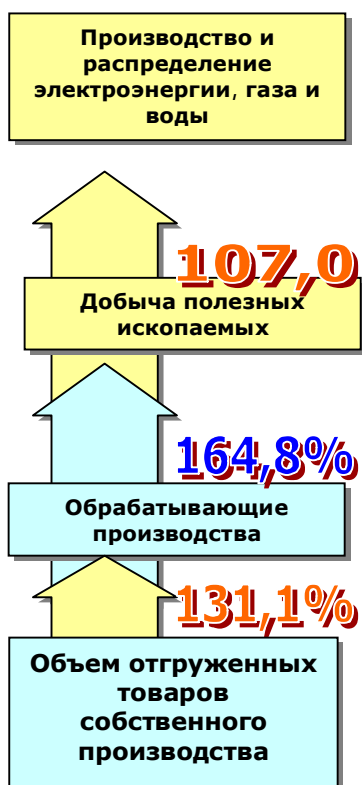 Производство и
распределение
электроэнергии, газа и
воды
107,0
Добыча полезных
ископаемых
164,8%
Обрабатывающие
производства
131,1%
Объем отгруженных
товаров
собственного
производства